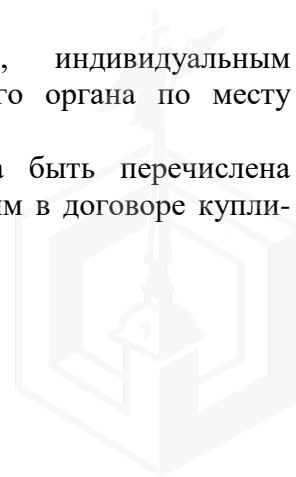 , индивидуальным
го органа по месту
а быть перечислена
им в договоре купли-